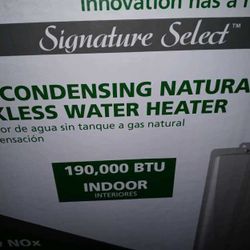 Innovation has a
Signature Select™
CONDENSING NATURA
KLESS WATER HEATER
or de agua sin tanque a gas natural
ensación
190,000 BTU
INDOOR
INTERIORES
NOx